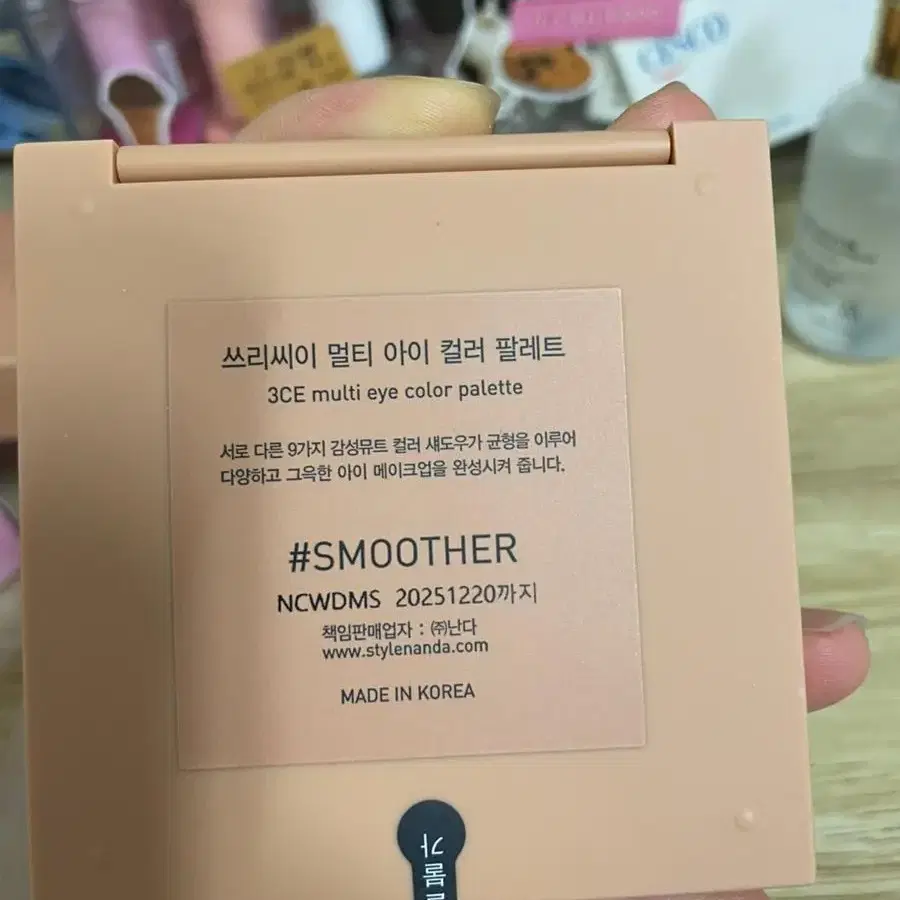 쓰리씨이 멀티 아이 컬러 팔레트
3CE multi eye color palette
서로 다른 9가지 감성뮤트 컬러 섀도우가 균형을 이루어
다양하고 그윽한 아이 메이크업을 완성시켜 줍니다.
#SMOOTHER
NCWDMS 20251220까지
책임판매업자 : ㈜난다
www.stylenanda.com
MADE IN KOREA